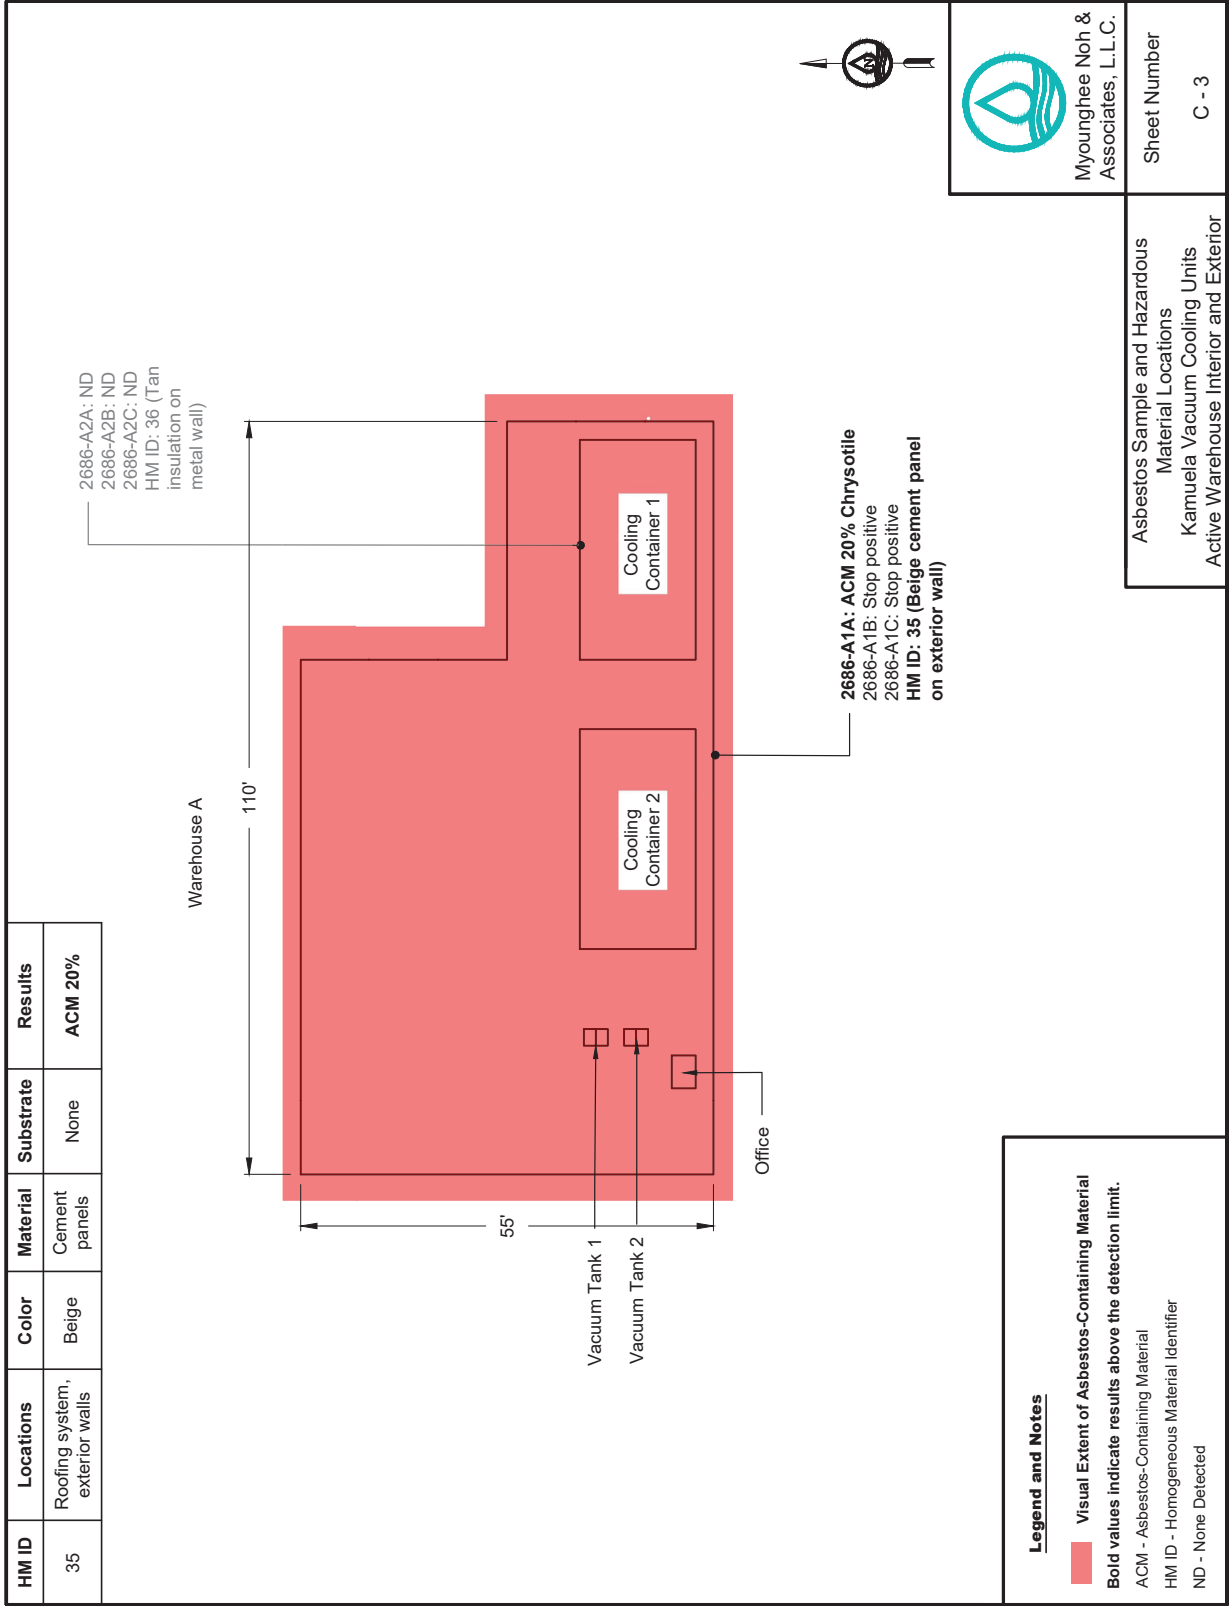 HM ID Locations Color Material Substrate Results
35 Roofing system, exterior walls Beige Cement panels None ACM 20%
Warehouse A
110'
55'
2686-A2A: ND
2686-A2B: ND
2686-A2C: ND
HM ID: 36 (Tan
insulation on
metal wall)
Cooling
Container 2
Cooling
Container 1
Vacuum Tank 1
Vacuum Tank 2
Office
2686-A1A: ACM 20% Chrysotile
2686-A1B: Stop positive
2686-A1C: Stop positive
HM ID: 35 (Beige cement panel
on exterior wall)
N
Legend and Notes
Visual Extent of Asbestos-Containing Material
Bold values indicate results above the detection limit.
ACM - Asbestos-Containing Material
HM ID - Homogeneous Material Identifier
ND - None Detected
Myounghee Noh &
Associates, L.L.C.
Asbestos Sample and Hazardous
Material Locations
Kamuela Vacuum Cooling Units
Active Warehouse Interior and Exterior
Sheet Number
C - 3